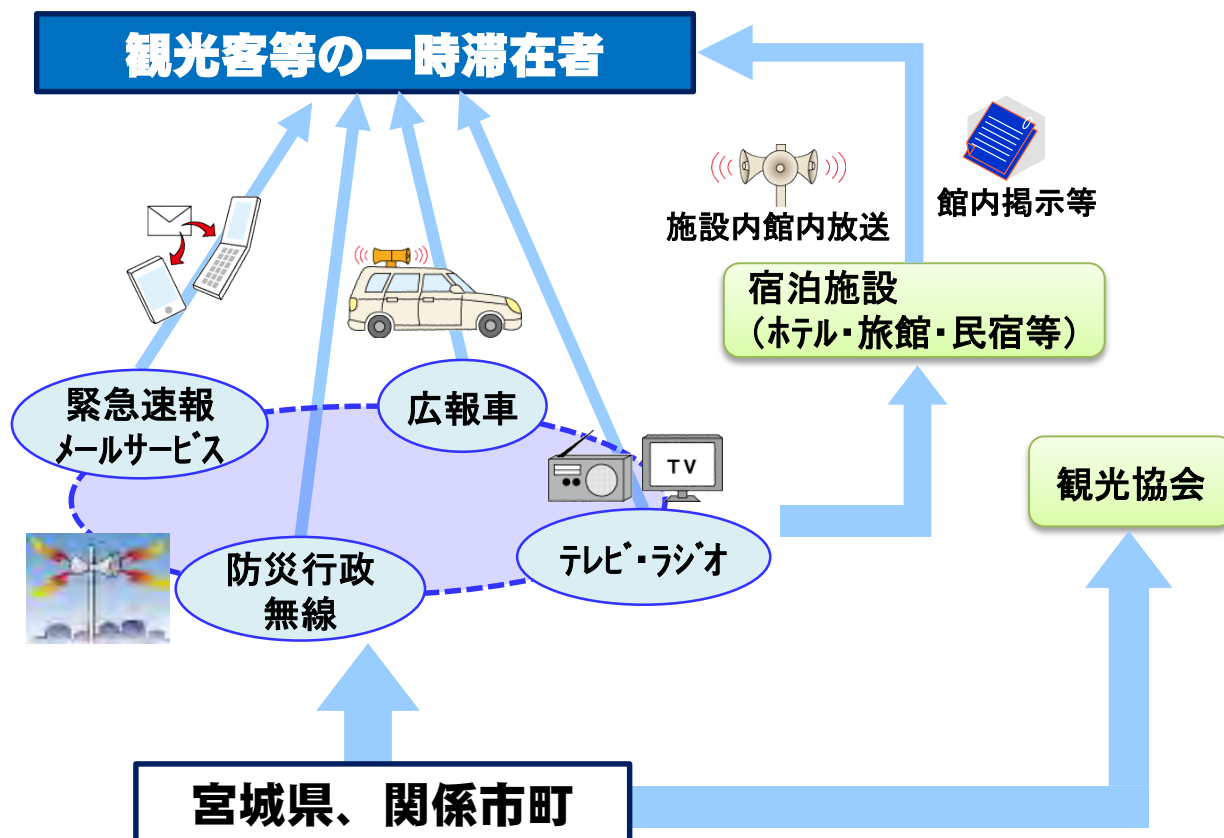 観光客等の一時滞在者
館内掲示等
施設内館内放送
宿泊施設
（ﾎﾃﾙ・旅館・民宿等）
緊急速報
ﾒｰﾙｻｰﾋﾞｽ
広報車
TV
観光協会
防災行政
無線
ﾃﾚﾋﾞ・ﾗｼﾞｵ
宮城県、関係市町